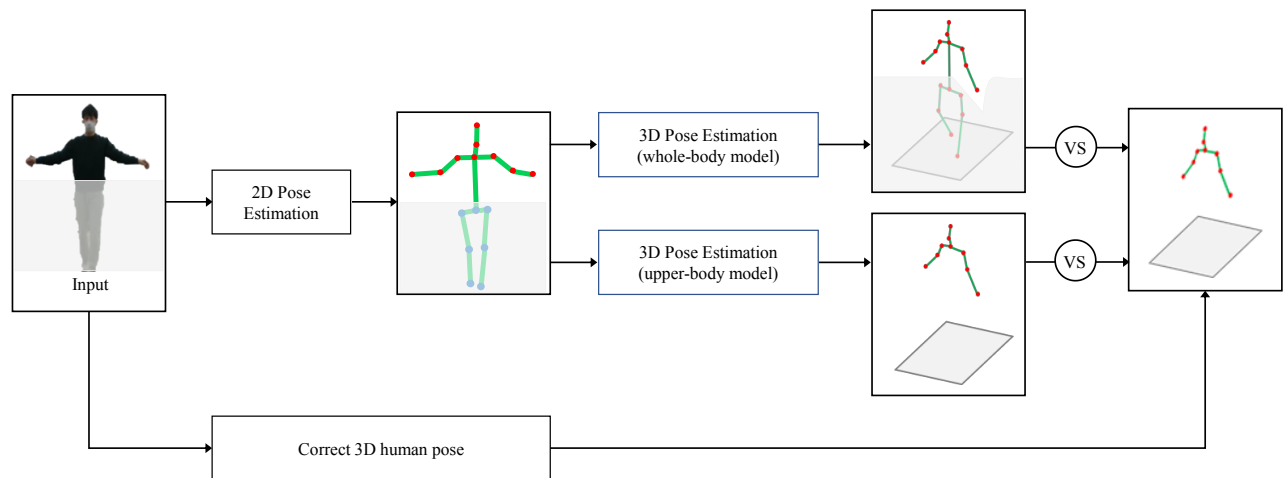 Input
2D Pose
Estimation
3D Pose Estimation
(whole-body model)
3D Pose Estimation
(upper-body model)
VS
VS
Correct 3D human pose